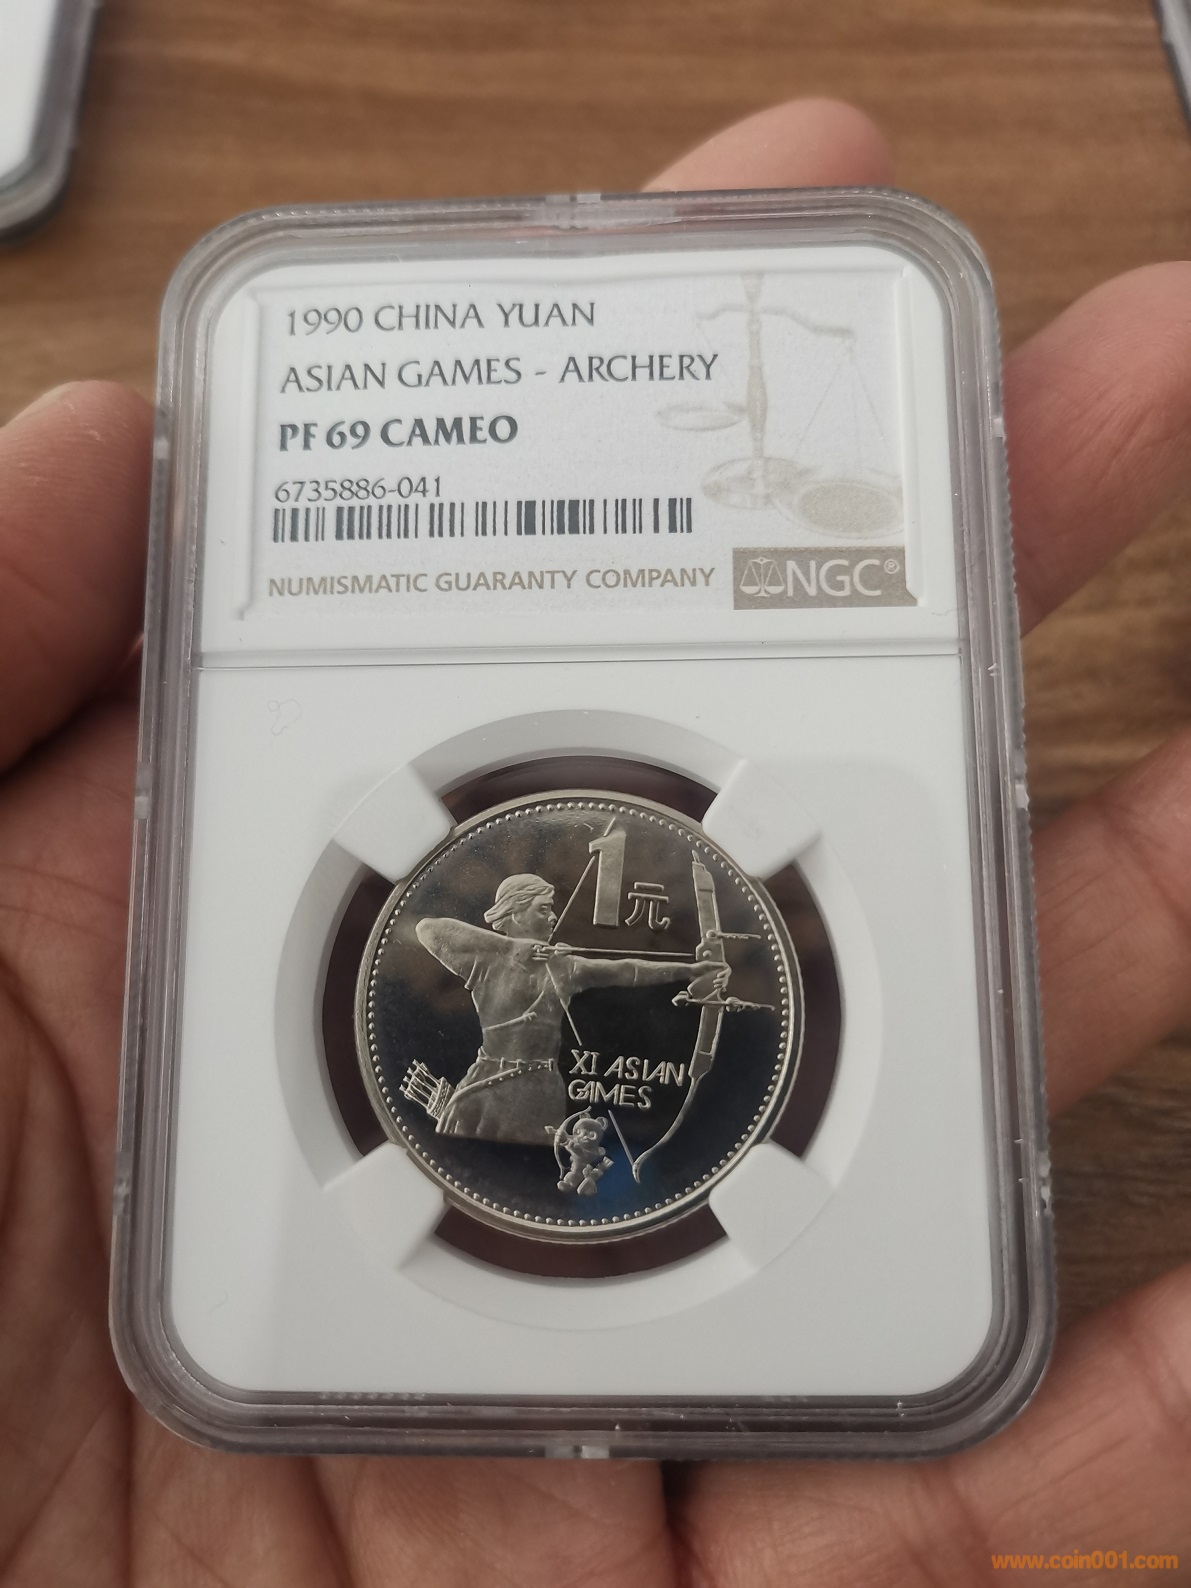 1990 CHINA YUAN
ASIAN GAMES - ARCHERY
PF 69 CAMEO
6735886-041
NUMISMATIC GUARANTY COMPANY
NGC®
1元
XI ASIAN
GAMES
www.coin001.com